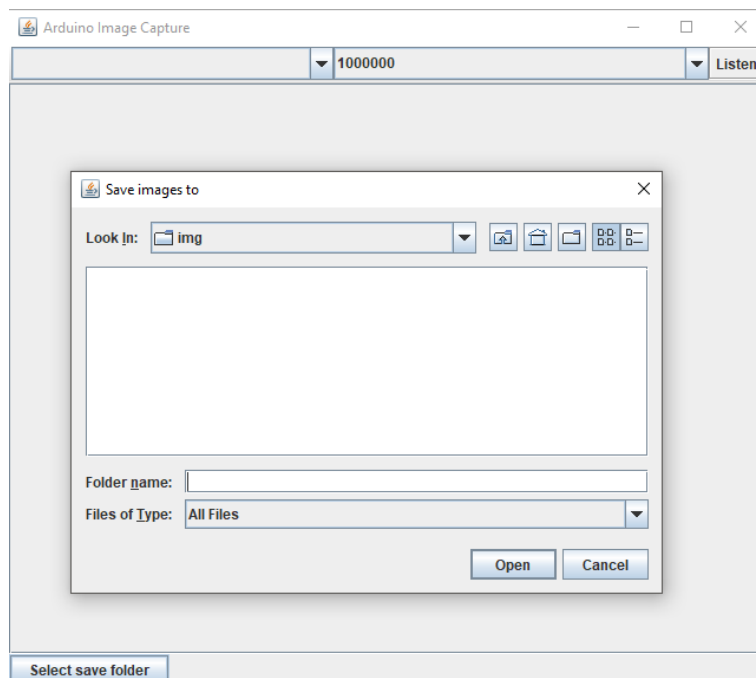 Arduino Image Capture
1000000 Listen
Save images to
Look In: img
Folder name:
Files of Type: All Files
Open Cancel
Select save folder